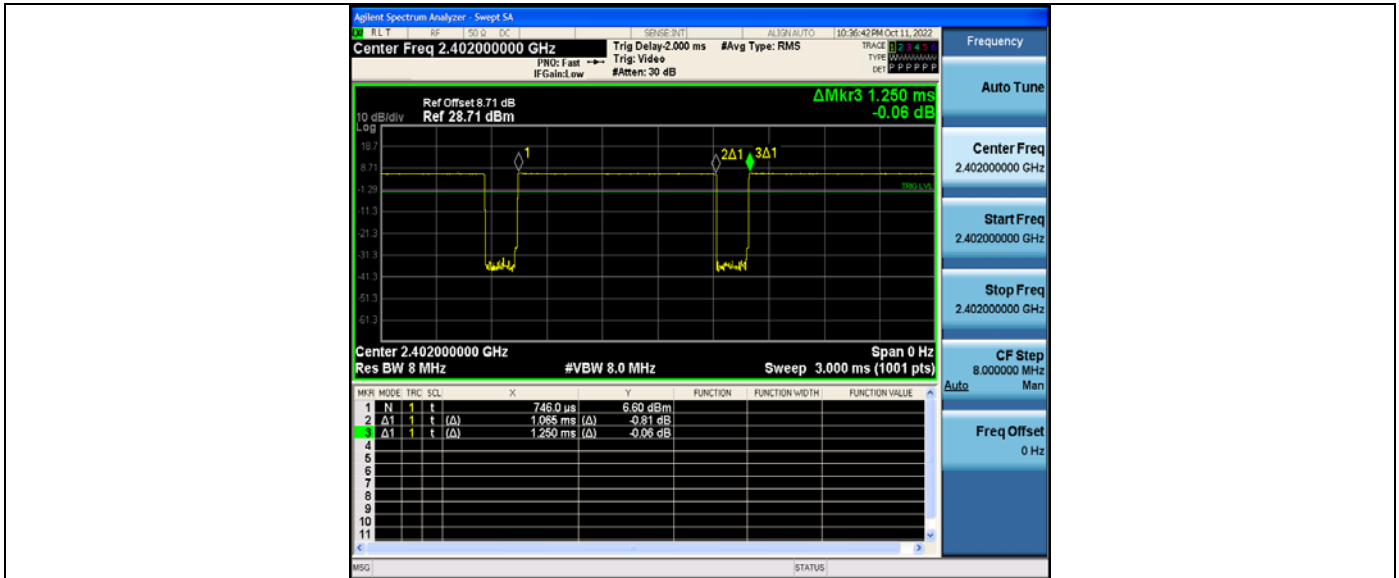 Agilent Spectrum Analyzer - Swept SA
RLT RF 50 Ω DC SENSE:INT ALIGN AUTO 10:36:42 PM Oct 11, 2022
Center Freq 2.402000000 GHz Trig Delay-2.000 ms #Avg Type: RMS TRACE 1 2 3 4 5 6
PNO: Fast Trig: Video TYPE
IFGain:Low #Atten: 30 dB DET P P P P P P
ΔMkr3 1.250 ms
-0.06 dB
Ref Offset 8.71 dB
10 dB/div Ref 28.71 dBm
Log
18.7
8.71
-1.29
-11.3
-21.3
-31.3
-41.3
-51.3
-61.3
1
2Δ1
3Δ1
TRIG LVL
Center 2.402000000 GHz Span 0 Hz
Res BW 8 MHz #VBW 8.0 MHz Sweep 3.000 ms (1001 pts)
MKR MODE TRC SCL X Y FUNCTION FUNCTION WIDTH FUNCTION VALUE
1 N 1 t 746.0 µs 6.60 dBm
2 Δ1 1 t (Δ) 1.065 ms (Δ) -0.81 dB
3 Δ1 1 t (Δ) 1.250 ms (Δ) -0.06 dB
4
5
6
7
8
9
10
11
MSG STATUS
Frequency
Auto Tune
Center Freq
2.402000000 GHz
Start Freq
2.402000000 GHz
Stop Freq
2.402000000 GHz
CF Step
8.000000 MHz
Auto Man
Freq Offset
0 Hz